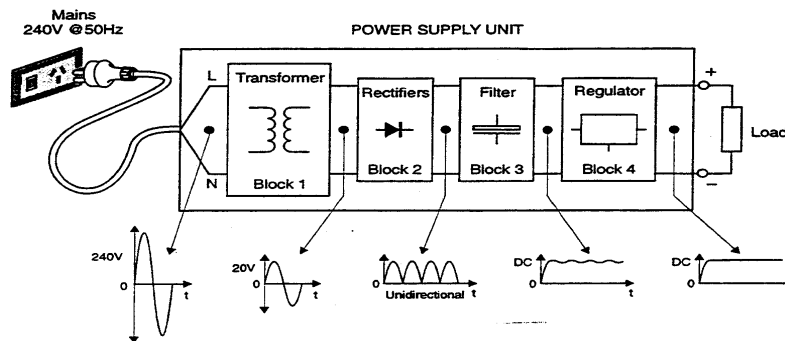 Mains
240V @50Hz
POWER SUPPLY UNIT
L
N
Transformer
Block 1
Rectifiers
Block 2
Filter
Block 3
Regulator
Block 4
+
–
Load
240V
0
t
20V
0
t
0
Unidirectional
t
DC
0
t
DC
0